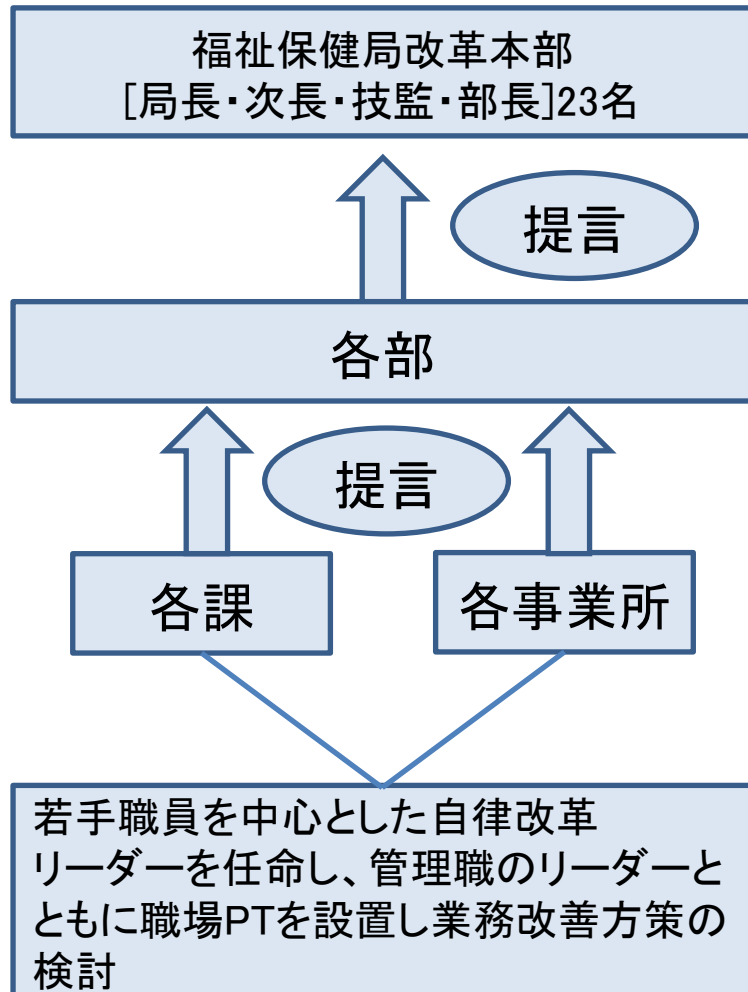 福祉保健局改革本部
[局長・次長・技監・部長]23名
提言
各部
提言
各課
各事業所
若手職員を中心とした自律改革
リーダーを任命し、管理職のリーダーと
ともに職場PTを設置し業務改善方策の
検討